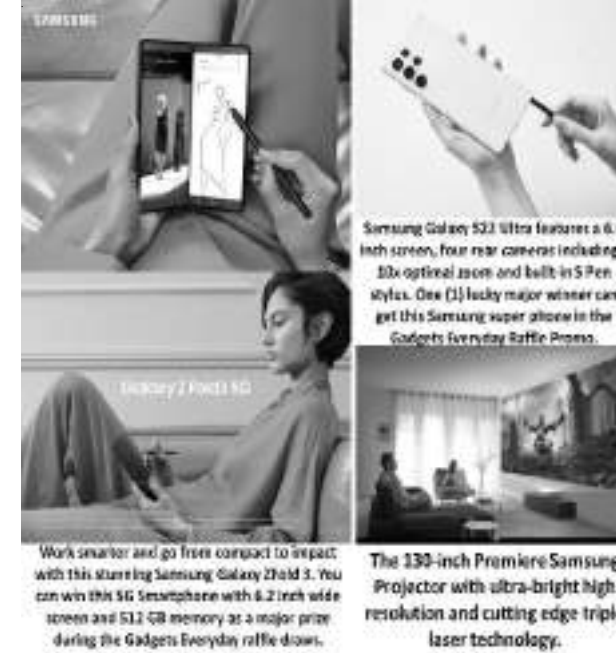 SAMSUNG
Galaxy Z Fold3 5G
Work smarter and go from compact to impact
with this stunning Samsung Galaxy ZFold 3. You
can win this 5G Smartphone with 6.2 inch wide
screen and 512 GB memory as a major prize
during the Gadgets Everyday raffle draws.
Samsung Galaxy S22 Ultra features a 6.
inch screen, four rear cameras including
10x optimal zoom and built-in S Pen
stylus. One (1) lucky major winner can
get this Samsung super phone in the
Gadgets Everyday Raffle Promo.
The 130-inch Premiere Samsung
Projector with ultra-bright high
resolution and cutting edge triple
laser technology.